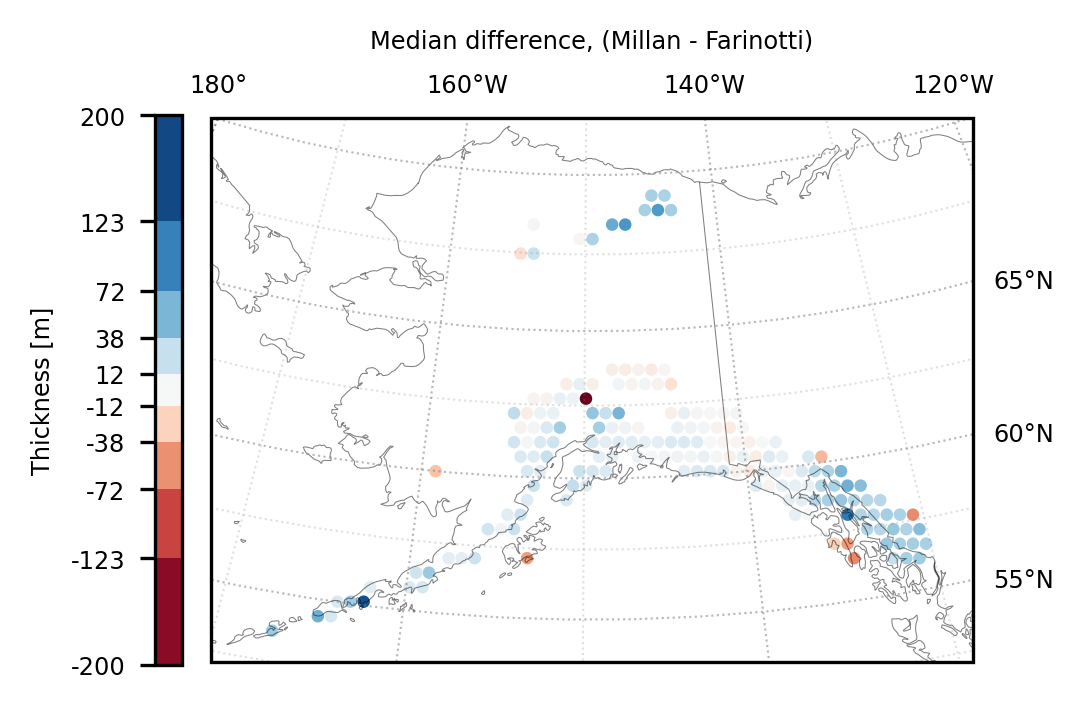 Median difference, (Millan - Farinotti)
180° 160°W 140°W 120°W
200
123
72
38
12
-12
-38
-72
-123
-200
Thickness [m]
65°N
60°N
55°N